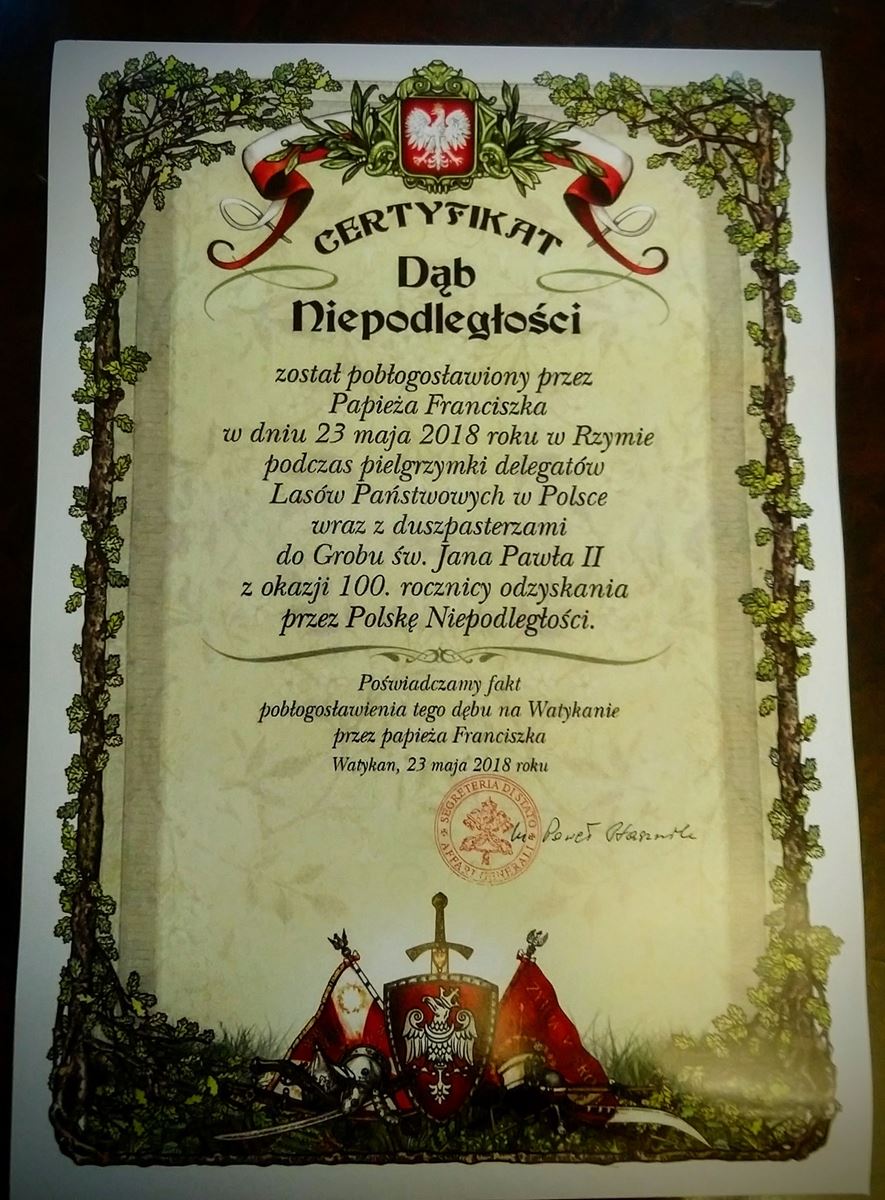 CERTYFIKAT
Dąb
Niepodległości
został pobłogosławiony przez
Papieża Franciszka
w dniu 23 maja 2018 roku w Rzymie
podczas pielgrzymki delegatów
Lasów Państwowych w Polsce
wraz z duszpasterzami
do Grobu św. Jana Pawła II
z okazji 100. rocznicy odzyskania
przez Polskę Niepodległości.
Poświadczamy fakt
pobłogosławienia tego dębu na Watykanie
przez papieża Franciszka
Watykan, 23 maja 2018 roku
SEGRETERIA DI STATO
AFFARI GENERALI
Paweł